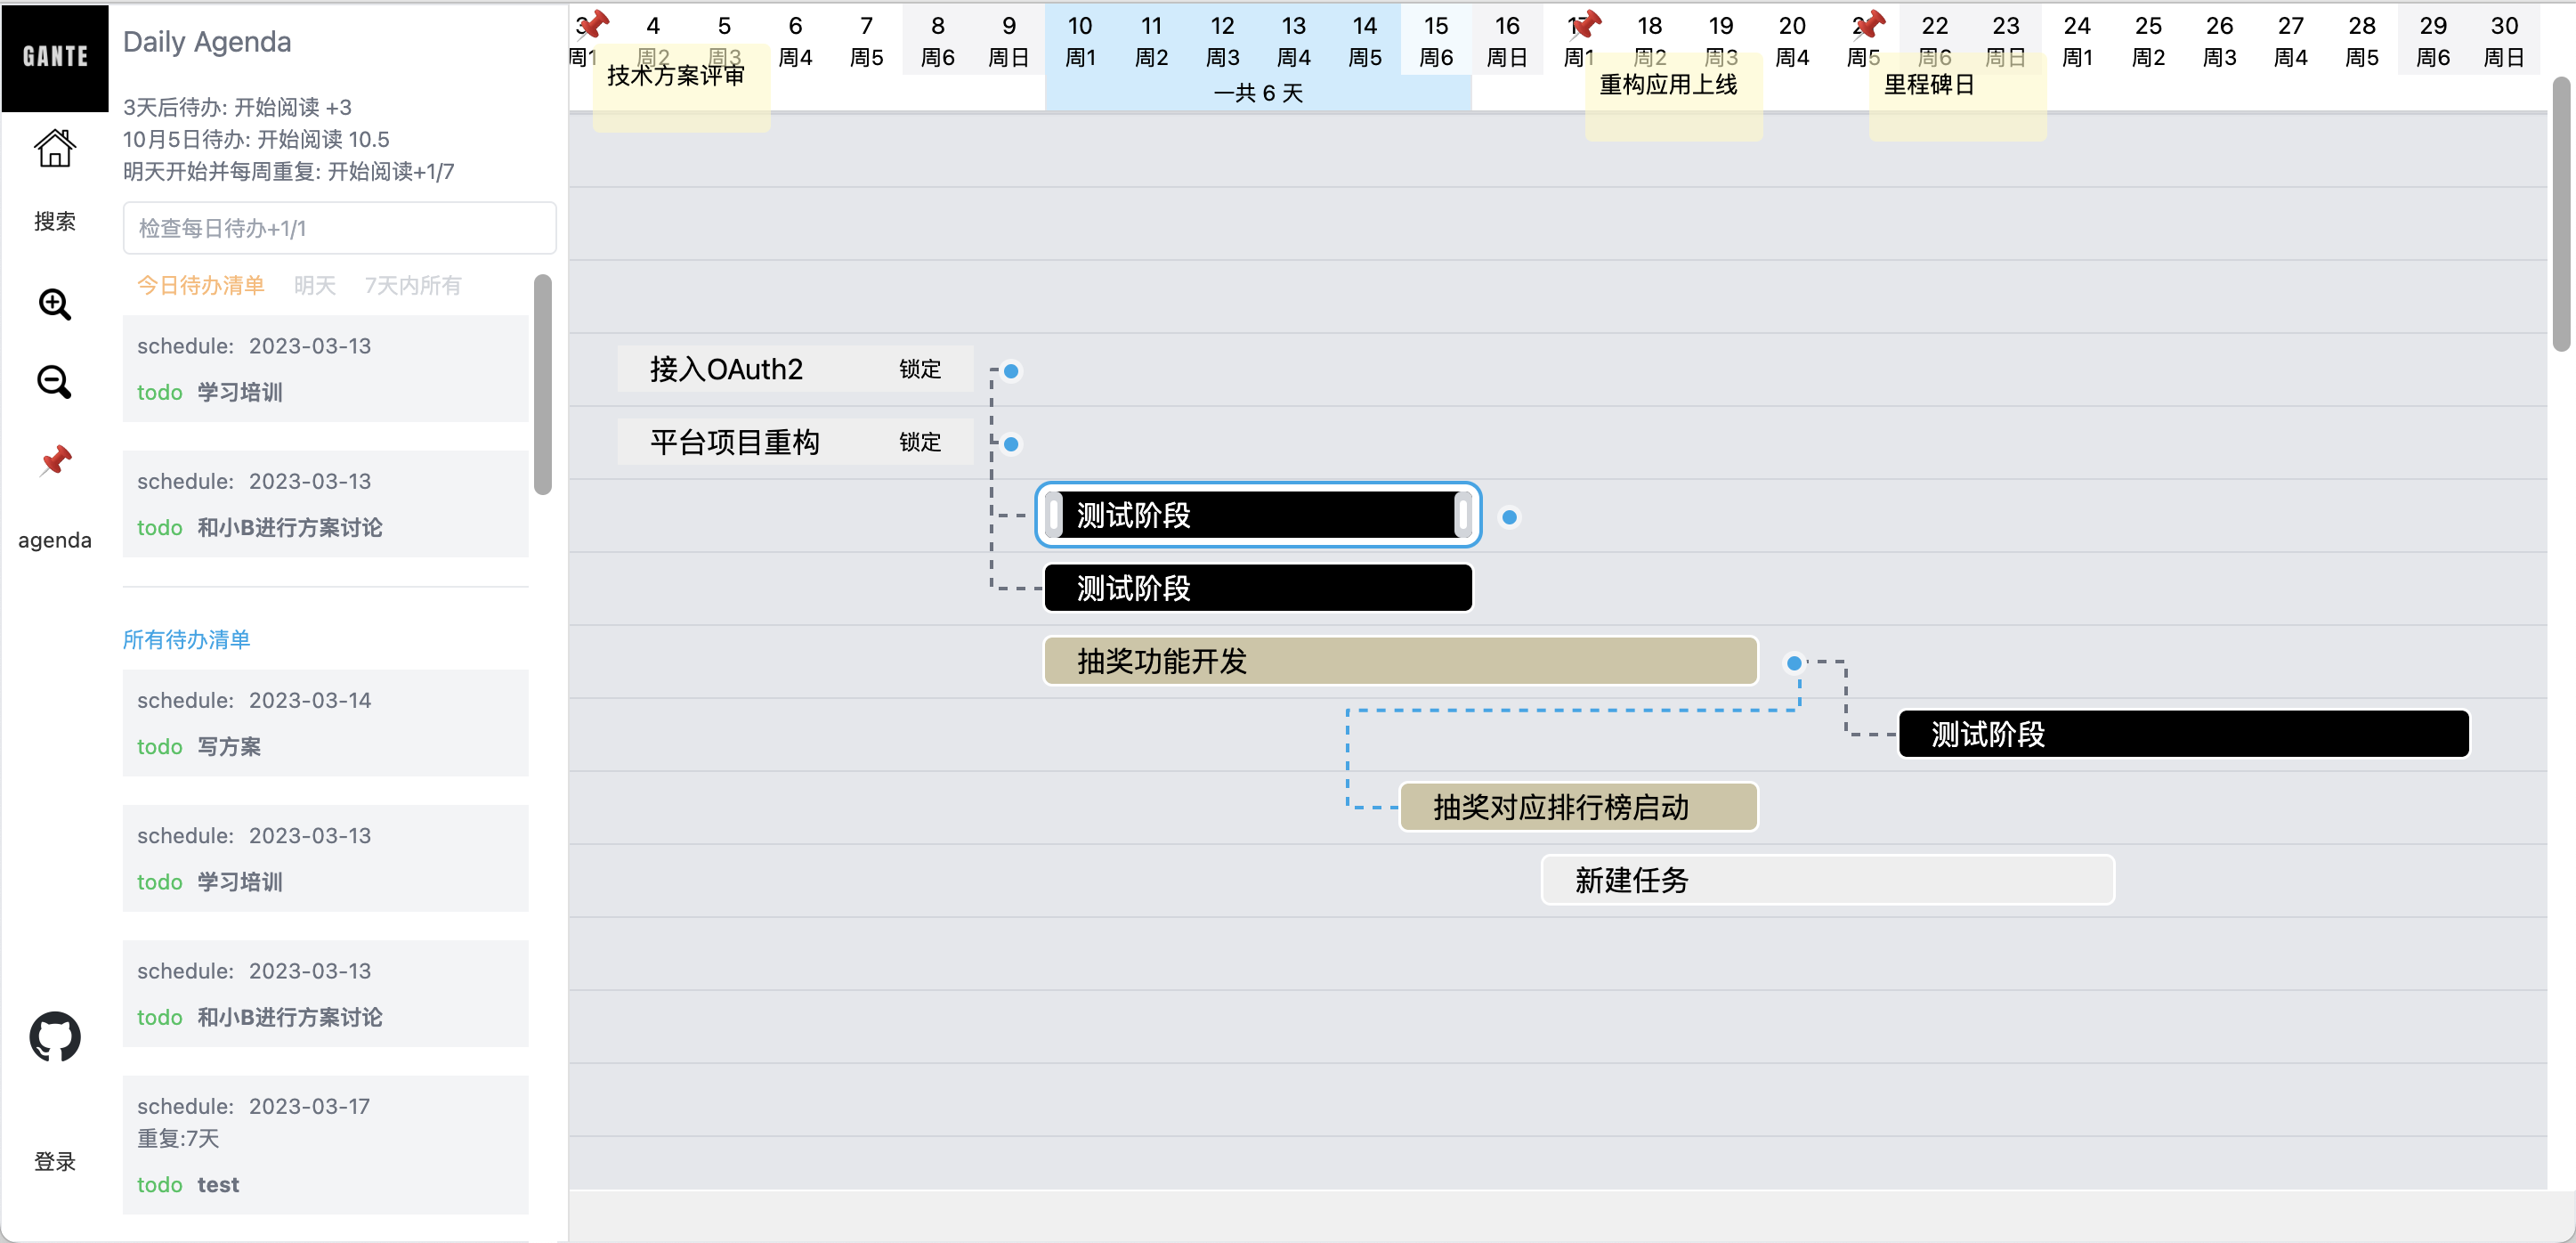 GANTE
搜索
agenda
登录
Daily Agenda
3天后待办: 开始阅读 +3
10月5日待办: 开始阅读 10.5
明天开始并每周重复: 开始阅读+1/7
检查每日待办+1/1
今日待办清单 明天 7天内所有
schedule: 2023-03-13
todo 学习培训
schedule: 2023-03-13
todo 和小B进行方案讨论
所有待办清单
schedule: 2023-03-14
todo 写方案
schedule: 2023-03-13
todo 学习培训
schedule: 2023-03-13
todo 和小B进行方案讨论
schedule: 2023-03-17
重复:7天
todo test
3 4 5 6 7 8 9 10 11 12 13 14 15 16 17 18 19 20 21 22 23 24 25 26 27 28 29 30
周1 周2 周3 周4 周5 周6 周日 周1 周2 周3 周4 周5 周6 周日 周1 周2 周3 周4 周5 周6 周日 周1 周2 周3 周4 周5 周6 周日
技术方案评审 重构应用上线 里程碑日
一共 6 天
接入OAuth2 锁定
平台项目重构 锁定
测试阶段
测试阶段
抽奖功能开发
测试阶段
抽奖对应排行榜启动
新建任务